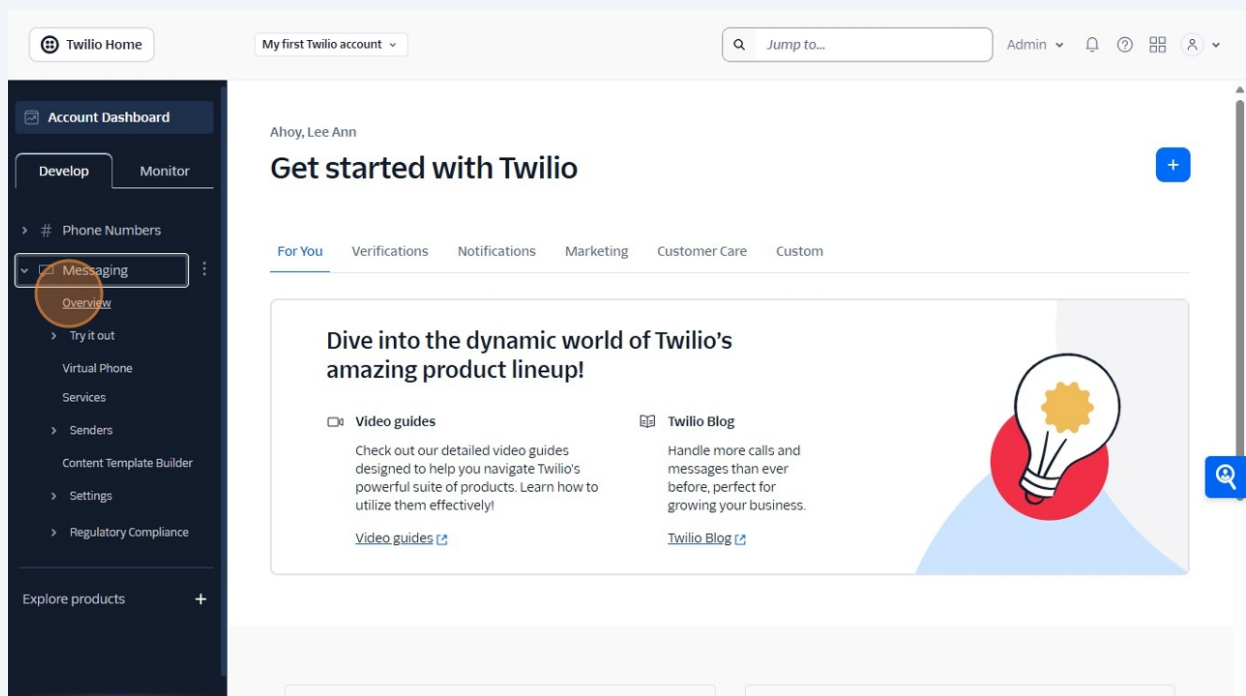 Twilio Home
My first Twilio account
Jump to...
Admin
Account Dashboard
Develop
Monitor
# Phone Numbers
Messaging
Overview
Try it out
Virtual Phone
Services
Senders
Content Template Builder
Settings
Regulatory Compliance
Explore products
+
Ahoy, Lee Ann
Get started with Twilio
+
For You
Verifications
Notifications
Marketing
Customer Care
Custom
Dive into the dynamic world of Twilio’s
amazing product lineup!
Video guides
Check out our detailed video guides
designed to help you navigate Twilio's
powerful suite of products. Learn how to
utilize them effectively!
Video guides
Twilio Blog
Handle more calls and
messages than ever
before, perfect for
growing your business.
Twilio Blog